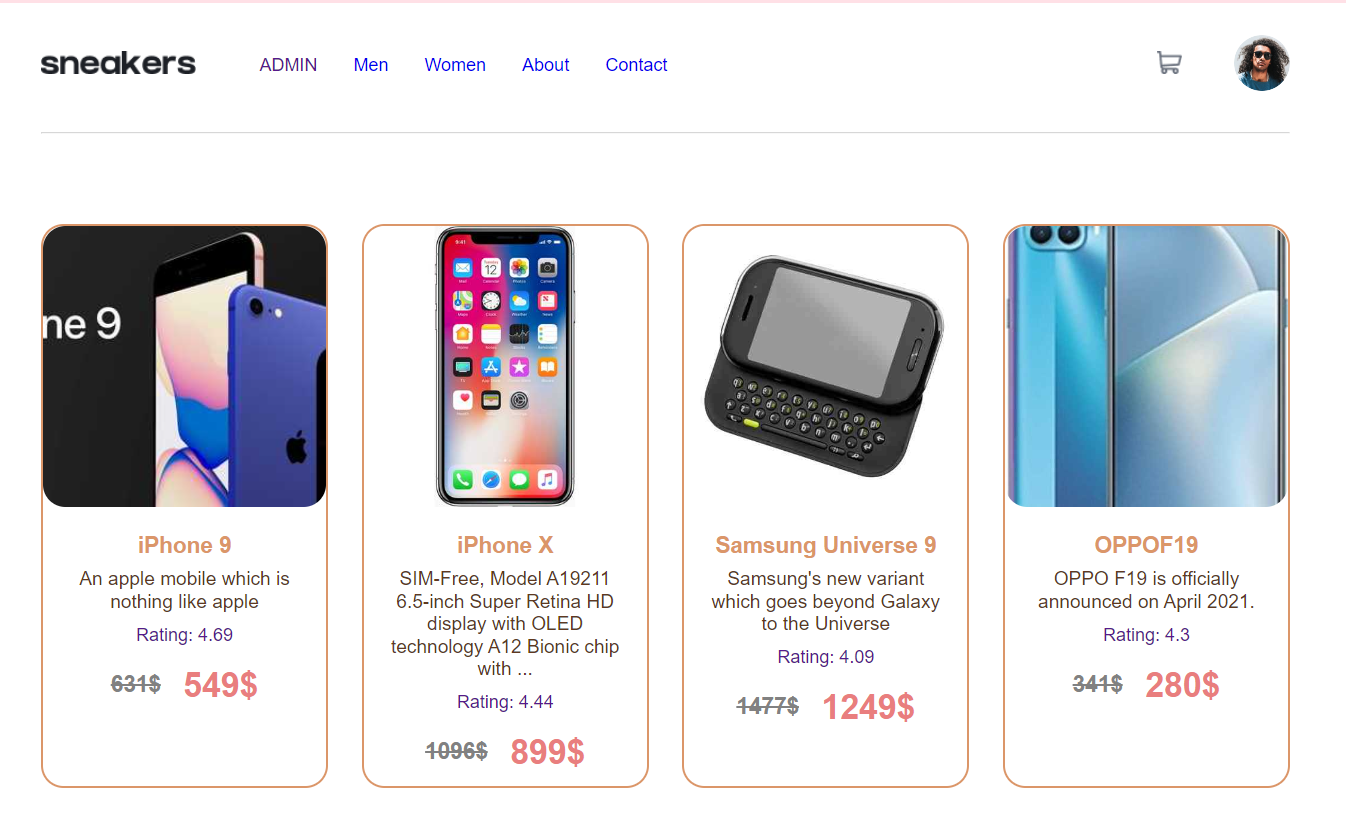 sneakers
ADMIN
Men
Women
About
Contact
ne 9
9:41
12
iPhone 9
An apple mobile which is
nothing like apple
Rating: 4.69
631$ 549$
iPhone X
SIM-Free, Model A19211
6.5-inch Super Retina HD
display with OLED
technology A12 Bionic chip
with ...
Rating: 4.44
1096$ 899$
Samsung Universe 9
Samsung's new variant
which goes beyond Galaxy
to the Universe
Rating: 4.09
1477$ 1249$
OPPOF19
OPPO F19 is officially
announced on April 2021.
Rating: 4.3
341$ 280$